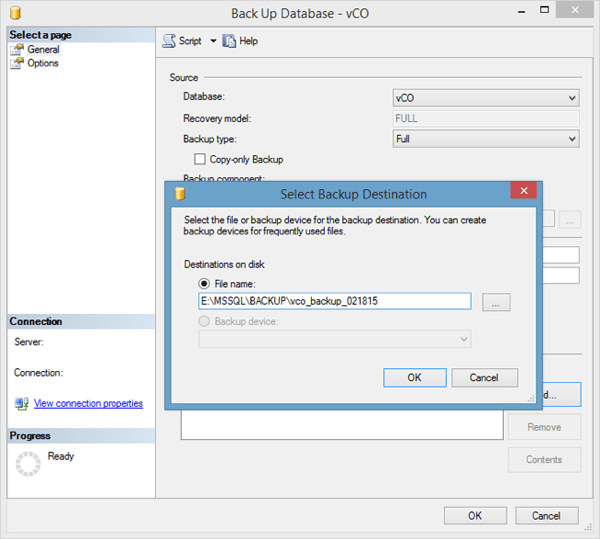 Back Up Database - vCO
Select a page
General
Options
Script
Help
Source
Database:
vCO
Recovery model:
FULL
Backup type:
Full
Copy-only Backup
Backup component:
Select Backup Destination
Select the file or backup device for the backup destination. You can create
backup devices for frequently used files.
Destinations on disk
File name:
E:\MSSQL\BACKUP\vco_backup_021815
...
Backup device:
OK
Cancel
...
Connection
Server:
Connection:
View connection properties
Progress
Ready
Remove
Contents
OK
Cancel